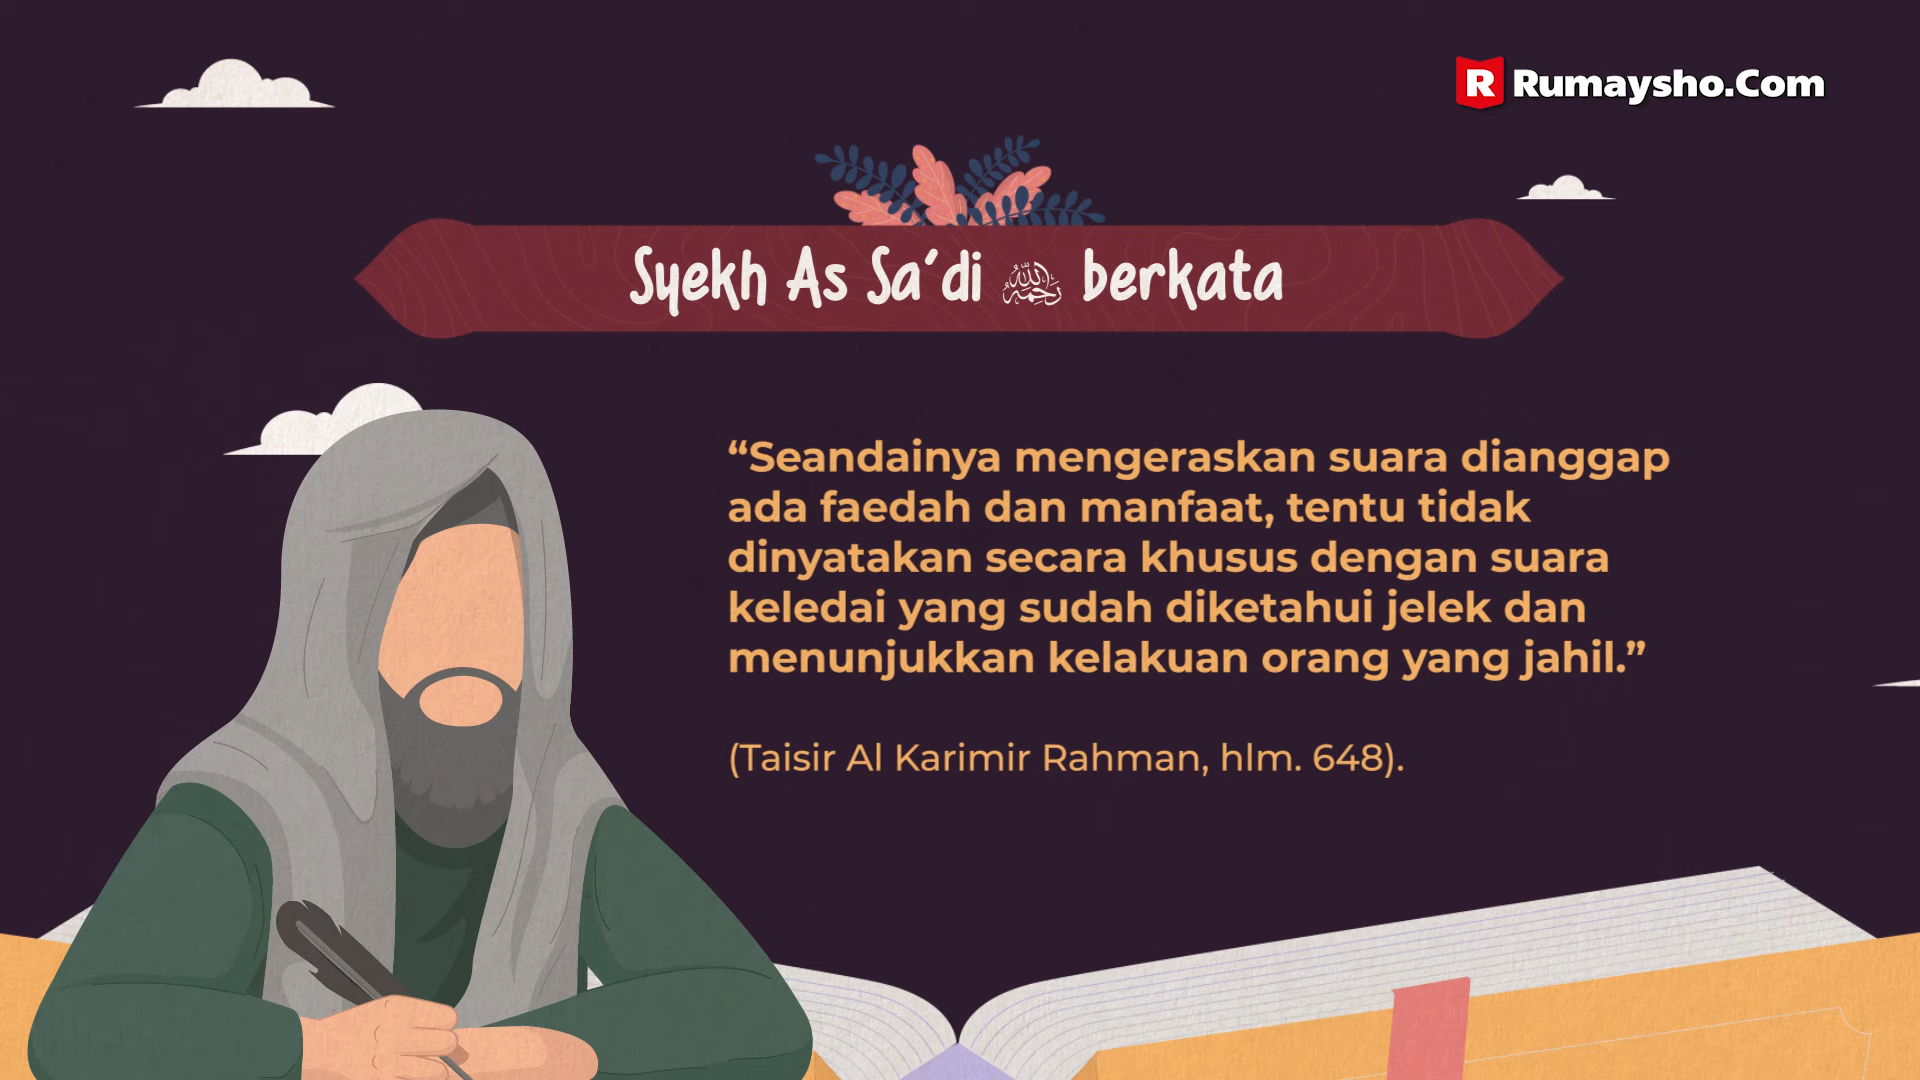 R Rumaysho.Com
Syekh As Sa’di رحمه الله berkata
“Seandainya mengeraskan suara dianggap
ada faedah dan manfaat, tentu tidak
dinyatakan secara khusus dengan suara
keledai yang sudah diketahui jelek dan
menunjukkan kelakuan orang yang jahil.”
(Taisir Al Karimir Rahman, hlm. 648).